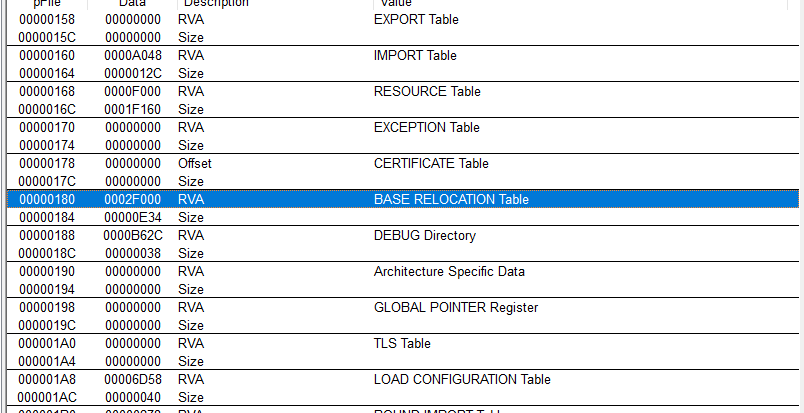 pFile Data Description Value
00000158 00000000 RVA EXPORT Table
0000015C 00000000 Size
00000160 0000A048 RVA IMPORT Table
00000164 0000012C Size
00000168 0000F000 RVA RESOURCE Table
0000016C 0001F160 Size
00000170 00000000 RVA EXCEPTION Table
00000174 00000000 Size
00000178 00000000 Offset CERTIFICATE Table
0000017C 00000000 Size
00000180 0002F000 RVA BASE RELOCATION Table
00000184 00000E34 Size
00000188 0000B62C RVA DEBUG Directory
0000018C 00000038 Size
00000190 00000000 RVA Architecture Specific Data
00000194 00000000 Size
00000198 00000000 RVA GLOBAL POINTER Register
0000019C 00000000 Size
000001A0 00000000 RVA TLS Table
000001A4 00000000 Size
000001A8 00006D58 RVA LOAD CONFIGURATION Table
000001AC 00000040 Size
RVA